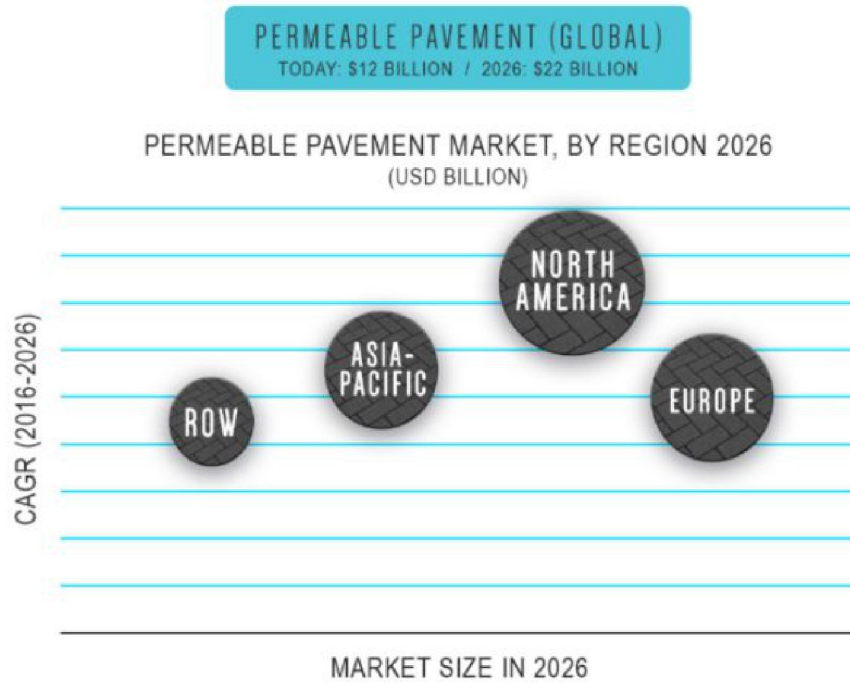 PERMEABLE PAVEMENT (GLOBAL)
TODAY: $12 BILLION / 2026: $22 BILLION
PERMEABLE PAVEMENT MARKET, BY REGION 2026
(USD BILLION)
CAGR (2016-2026)
ROW
ASIA-
PACIFIC
NORTH
AMERICA
EUROPE
MARKET SIZE IN 2026